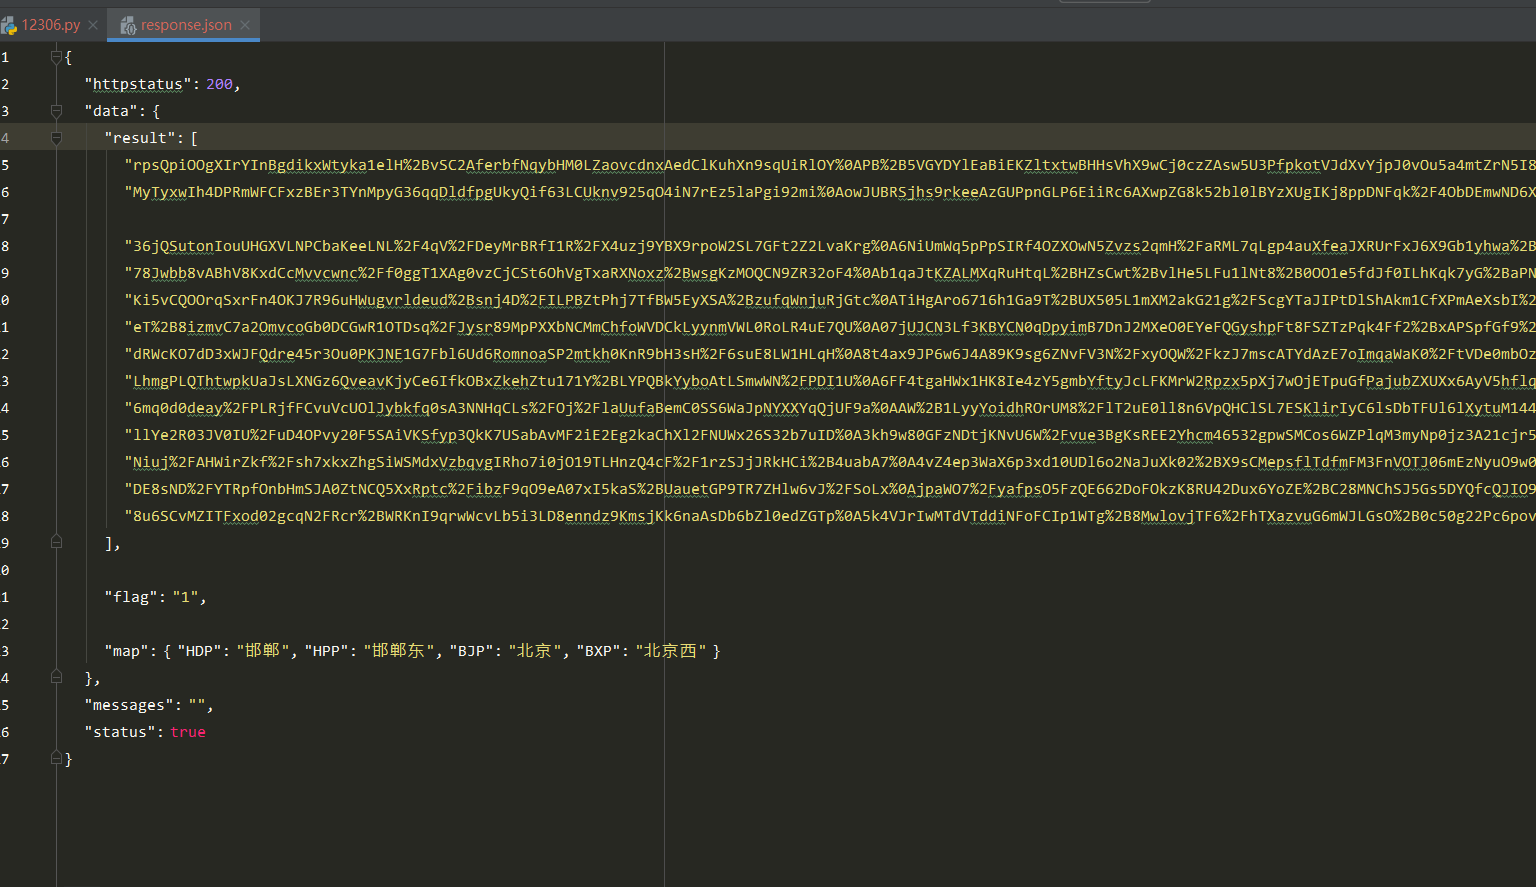 12306.py
response.json
1 {
2 "httpstatus": 200,
3 "data": {
4 "result": [
5 "rpsQpiOOgXIrYInBgdikxWtyka1elH%2BvSC2AferbfNqybHM0LZaovcdnxAedClKuhXn9sqUiRlOY%0APB%2B5VGYDYlEaBiEKZltxtwBHHsVhX9wCj0czZAsw5U3PfpkotVJdXvYjpJ0vOu5a4mtZrN5I8
6 "MyTyxwIh4DPRmWFCFxzBEr3TYnMpyG36qqDldfpgUkyQif63LCUknv925qO4iN7rEz5laPgi92mi%0AowJUBRSjhs9rkeeAzGUPpnGLP6EiiRc6AXwpZG8k52bl0lBYzXUgIKj8ppDNFqk%2F4ObDEmwND6X
7
8 "36jQSutonIouUHGXVLNPCbaKeeLNL%2F4qV%2FDeyMrBRfI1R%2FX4uzj9YBX9rpoW2SL7GFt2Z2LvaKrg%0A6NiUmWq5pPpSIRf4OZXOwN5Zvzs2qmH%2FaRML7qLgp4auXfeaJXRUrFxJ6X9Gb1yhwa%2B
9 "78Jwbb8vABhV8KxdCcMvvcwnc%2Ff0ggT1XAg0vzCjCSt6OhVgTxaRXNoxz%2BwsgKzMOQCN9ZR32oF4%0Ab1qaJtKZALMXqRuHtqL%2BHZsCwt%2BvlHe5LFu1lNt8%2B0OO1e5fdJf0ILhKqk7yG%2BaPN
0 "Ki5vCQOOrqSxrFn4OKJ7R96uHWugvrldeud%2Bsnj4D%2FILPBZtPhj7TfBW5EyXSA%2BzufqWnjuRjGtc%0ATiHgAro6716h1Ga9T%2BUX505L1mXM2akG21g%2FScgYTaJIPtDlShAkm1CfXPmAeXsbI%2
1 "eT%2B8izmvC7a2OmvcoGb0DCGwR1OTDsq%2FJysr89MpPXXbNCMmChfoWVDCkLyynmVWL0RoLR4uE7QU%0A07jUJCN3Lf3KBYCN0qDpyimB7DnJ2MXeO0EYeFQGyshpFt8FSZTzPqk4Ff2%2BxAPSpfGf9%2
2 "dRWcKO7dD3xWJFQdre45r3Ou0PKJNE1G7Fbl6Ud6RomnoaSP2mtkh0KnR9bH3sH%2F6suE8LW1HLqH%0A8t4ax9JP6w6J4A89K9sg6ZNvFV3N%2FxyOQW%2FkzJ7mscATYdAzE7oImqaWaK0%2FtVDe0mbOz
3 "LhmgPLQThtwpkUaJsLXNGz6QveavKjyCe6IfkOBxZkehZtu171Y%2BLYPQBkYyboAtLSmwWN%2FPDI1U%0A6FF4tgaHWx1HK8Ie4zY5gmbYftyJcLFKMrW2Rpzx5pXj7wOjETpuGfPajubZXUXx6AyV5hflq
4 "6mq0d0deay%2FPLRjfFCvuVcUOlJybkfq0sA3NNHqCLs%2FOj%2FlaUufaBemC0SS6WaJpNYXXYqQjUF9a%0AAW%2B1LyyYoidhROrUM8%2FlT2uE0ll8n6VpQHClSL7ESKlirIyC6lsDbTFUl6lXytuM144
5 "llYe2R03JV0IU%2FuD4OPvy20F5SAiVKSfyp3QkK7USabAvMF2iE2Eg2kaChXl2FNUWx26S32b7uID%0A3kh9w80GFzNDtjKNvU6W%2Fvue3BgKsREE2Yhcm46532gpwSMCos6WZPlqM3myNp0jz3A21cjr5
6 "Niuj%2FAHWirZkf%2Fsh7xkxZhgSiWSMdxVzbqvgIRho7i0jO19TLHnzQ4cF%2F1rzSJjJRkHCi%2B4uabA7%0A4vZ4ep3WaX6p3xd10UDl6o2NaJuXk02%2BX9sCMepsflTdfmFM3FnVOTJ06mEzNyuO9w0
7 "DE8sND%2FYTRpfOnbHmSJA0ZtNCQ5XxRptc%2FibzF9qO9eA07xI5kaS%2BUauetGP9TR7ZHlw6vJ%2FSoLx%0AjpaWO7%2FyafpsO5FzQE662DoFOkzK8RU42Dux6YoZE%2BC28MNChSJ5Gs5DYQfcQJIO9
8 "8u6SCvMZITFxod02gcqN2FRcr%2BWRKnI9qrwWcvLb5i3LD8enndz9KmsjKk6naAsDb6bZl0edZGTp%0A5k4VJrIwMTdVTddiNFoFCIp1WTg%2B8MwlovjTF6%2FhTXazvuG6mWJLGsO%2B0c50g22Pc6pov
9 ],
0
1 "flag": "1",
2
3 "map": { "HDP": "邯郸", "HPP": "邯郸东", "BJP": "北京", "BXP": "北京西" }
4 },
5 "messages": "",
6 "status": true
7 }